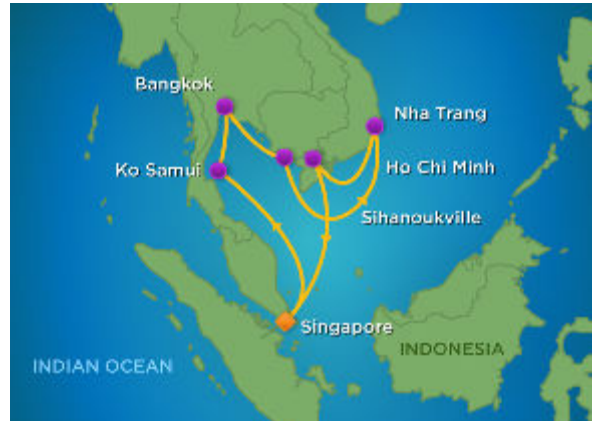 Bangkok
Nha Trang
Ko Samui
Ho Chi Minh
Sihanoukville
Singapore
INDONESIA
INDIAN OCEAN